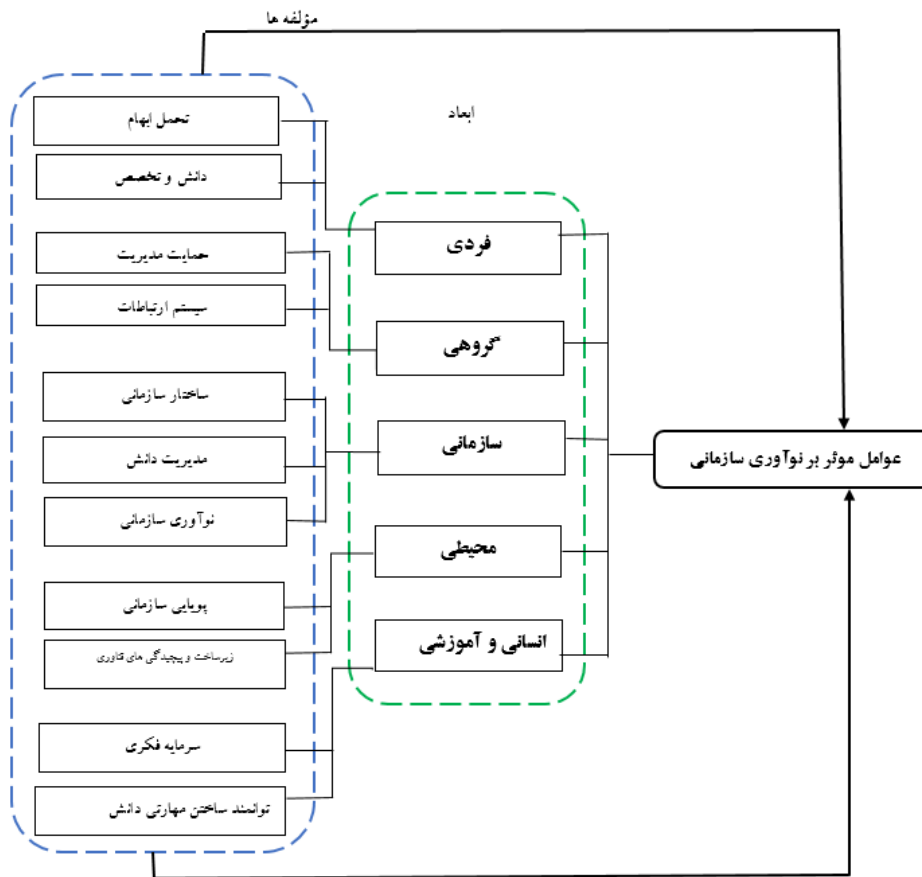 مؤلفه ها
ابعاد
عوامل موثر بر نوآوری سازمانی
فردی
گروهی
سازمانی
محیطی
انسانی و آموزشی
تحمل ابهام
دانش و تخصص
حمایت مدیریت
سیستم ارتباطات
ساختار سازمانی
مدیریت دانش
نوآوری سازمانی
پویایی سازمانی
زیرساخت و پیچیدگی های فناوری
سرمایه فکری
توانمند ساختن مهارتی دانش